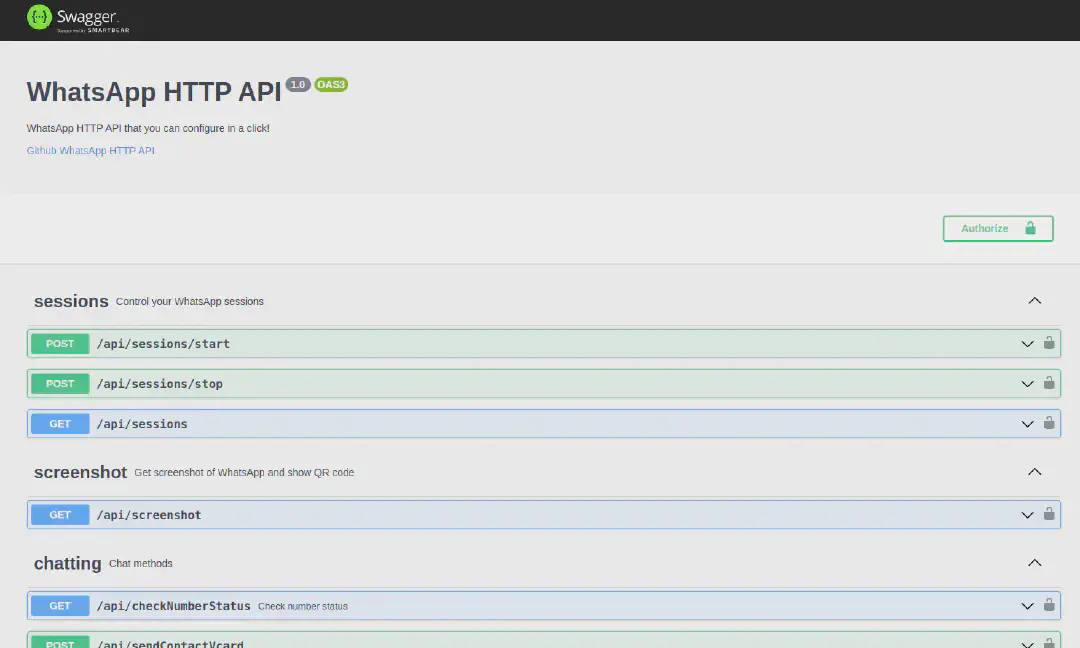 Swagger.
Supported by SMARTBEAR
WhatsApp HTTP API 1.0 OAS3
WhatsApp HTTP API that you can configure in a click!
Github WhatsApp HTTP API
Authorize
sessions Control your WhatsApp sessions
POST /api/sessions/start
POST /api/sessions/stop
GET /api/sessions
screenshot Get screenshot of WhatsApp and show QR code
GET /api/screenshot
chatting Chat methods
GET /api/checkNumberStatus Check number status
POST /api/sendContactVcard